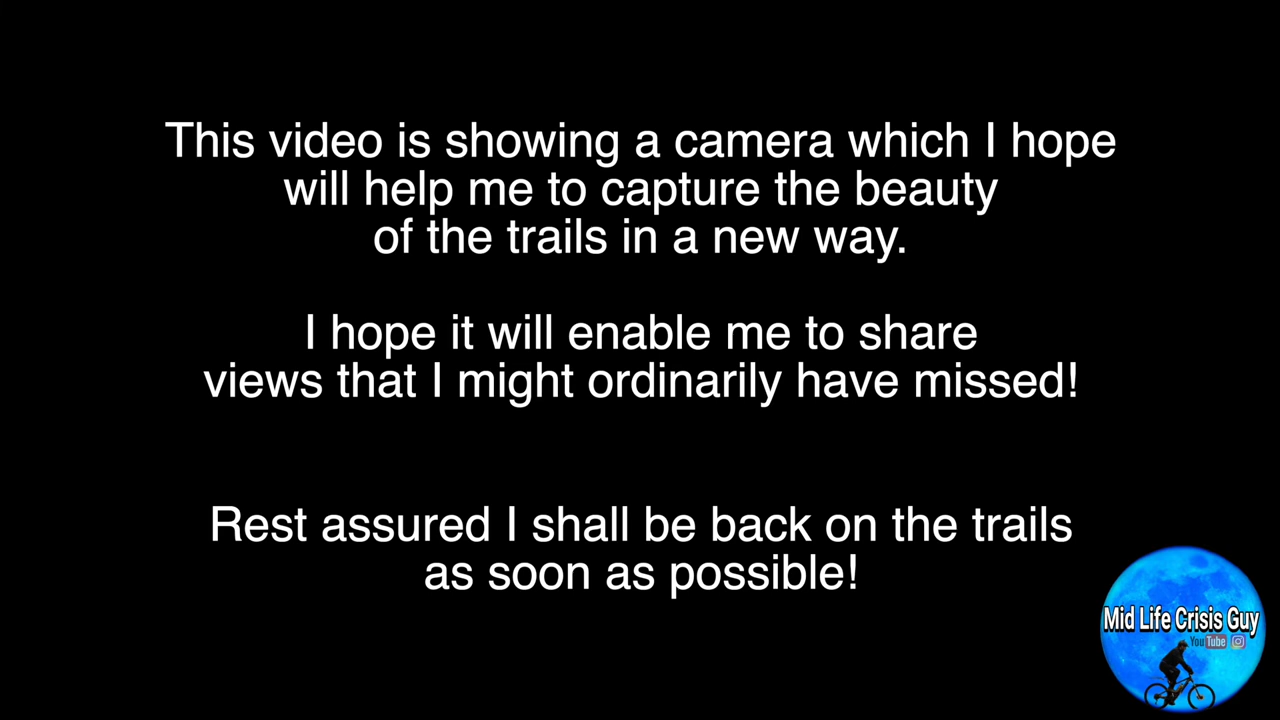 This video is showing a camera which I hope
will help me to capture the beauty
of the trails in a new way.
I hope it will enable me to share
views that I might ordinarily have missed!
Rest assured I shall be back on the trails
as soon as possible!
Mid Life Crisis Guy
YouTube